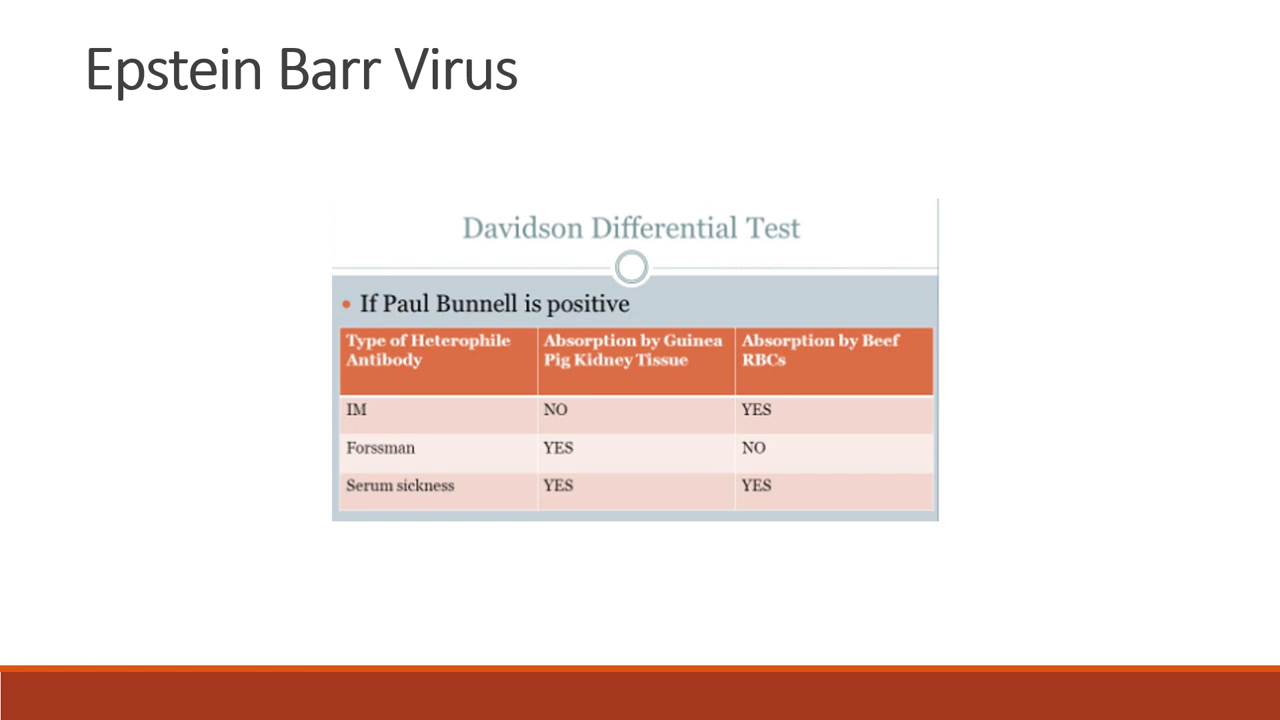 Epstein Barr Virus
Davidson Differential Test
• If Paul Bunnell is positive
Type of Heterophile Antibody | Absorption by Guinea Pig Kidney Tissue | Absorption by Beef RBCs
IM | NO | YES
Forssman | YES | NO
Serum sickness | YES | YES